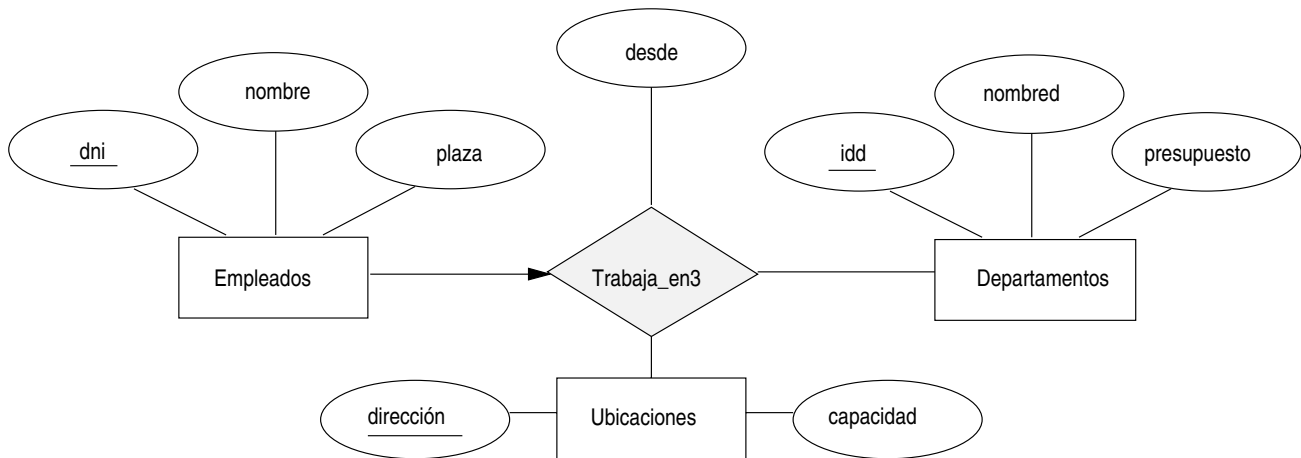 desde
nombre
nombred
dni
plaza
idd
presupuesto
Empleados
Trabaja_en3
Departamentos
dirección
Ubicaciones
capacidad